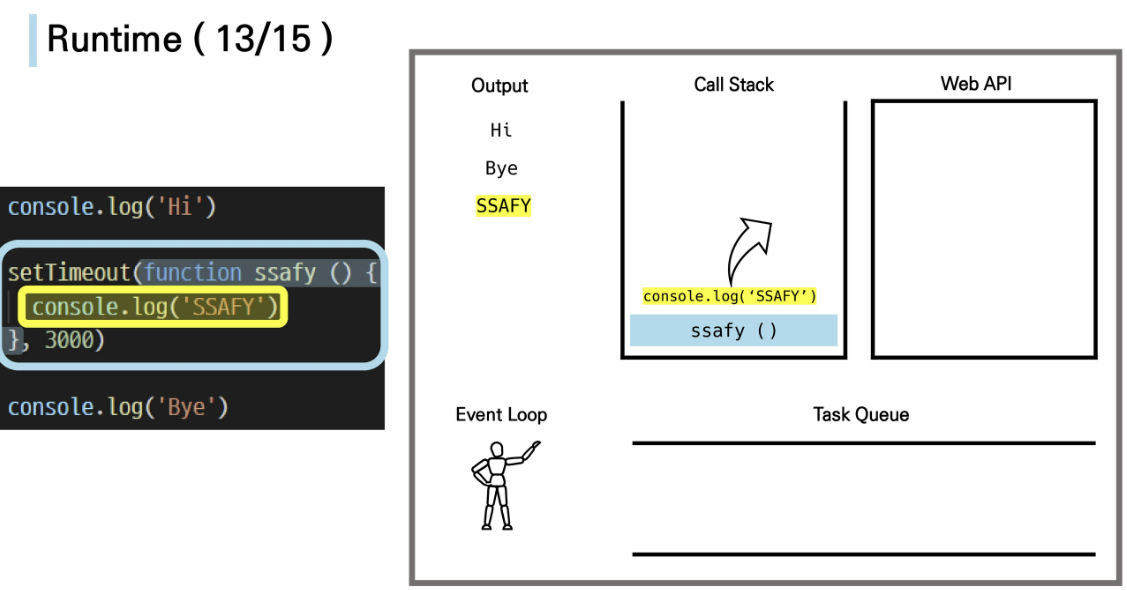 Runtime ( 13/15 )
console.log('Hi')
setTimeout(function ssafy () {
console.log('SSAFY')
}, 3000)
console.log('Bye')
Output
Hi
Bye
SSAFY
Call Stack
console.log(‘SSAFY’)
ssafy ()
Web API
Event Loop
Task Queue